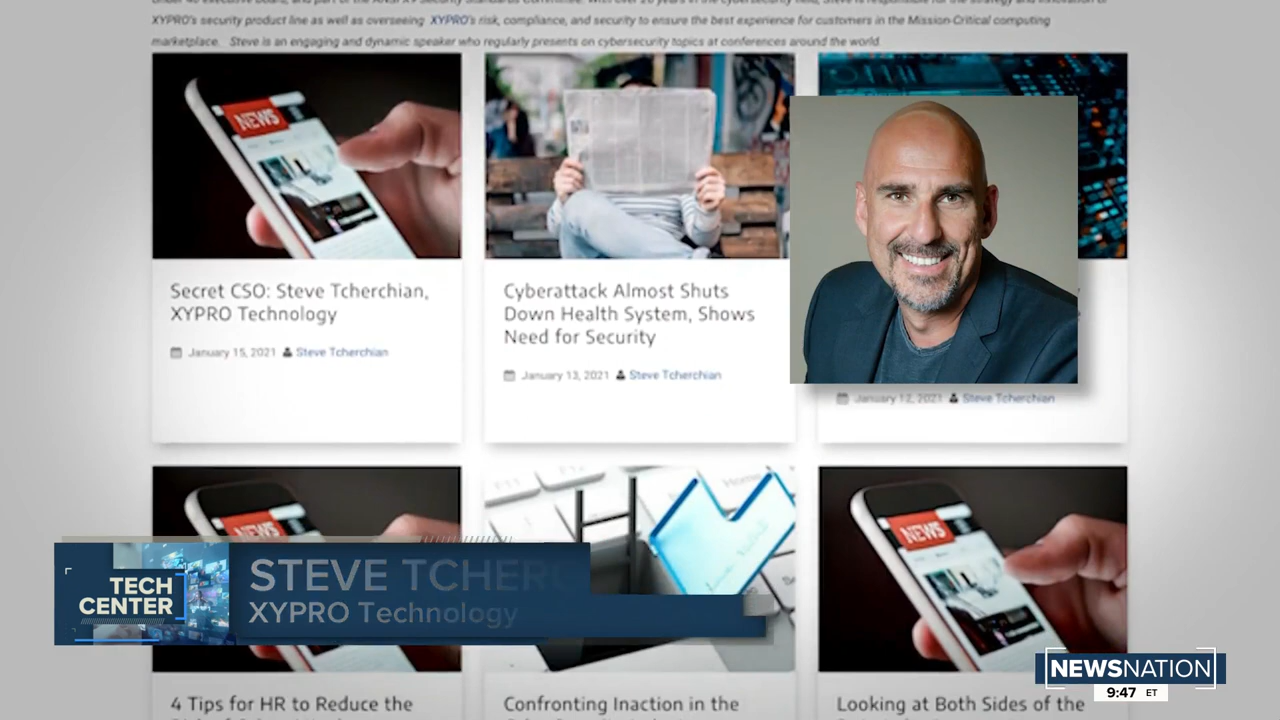 XYPRO's security product line as well as overseeing XYPRO's risk, compliance, and security to ensure the best experience for customers in the Mission-Critical computing
marketplace. Steve is an engaging and dynamic speaker who regularly presents on cybersecurity topics at conferences around the world.
NEWS
Secret CSO: Steve Tcherchian,
XYPRO Technology
January 15, 2021 Steve Tcherchian
Cyberattack Almost Shuts
Down Health System, Shows
Need for Security
January 13, 2021 Steve Tcherchian
January 12, 2021 Steve Tcherchian
NEWS
NEWS
TECH
CENTER
STEVE TCHER
XYPRO Technology
4 Tips for HR to Reduce the
Confronting Inaction in the
Looking at Both Sides of the
NEWSNATION
9:47 ET